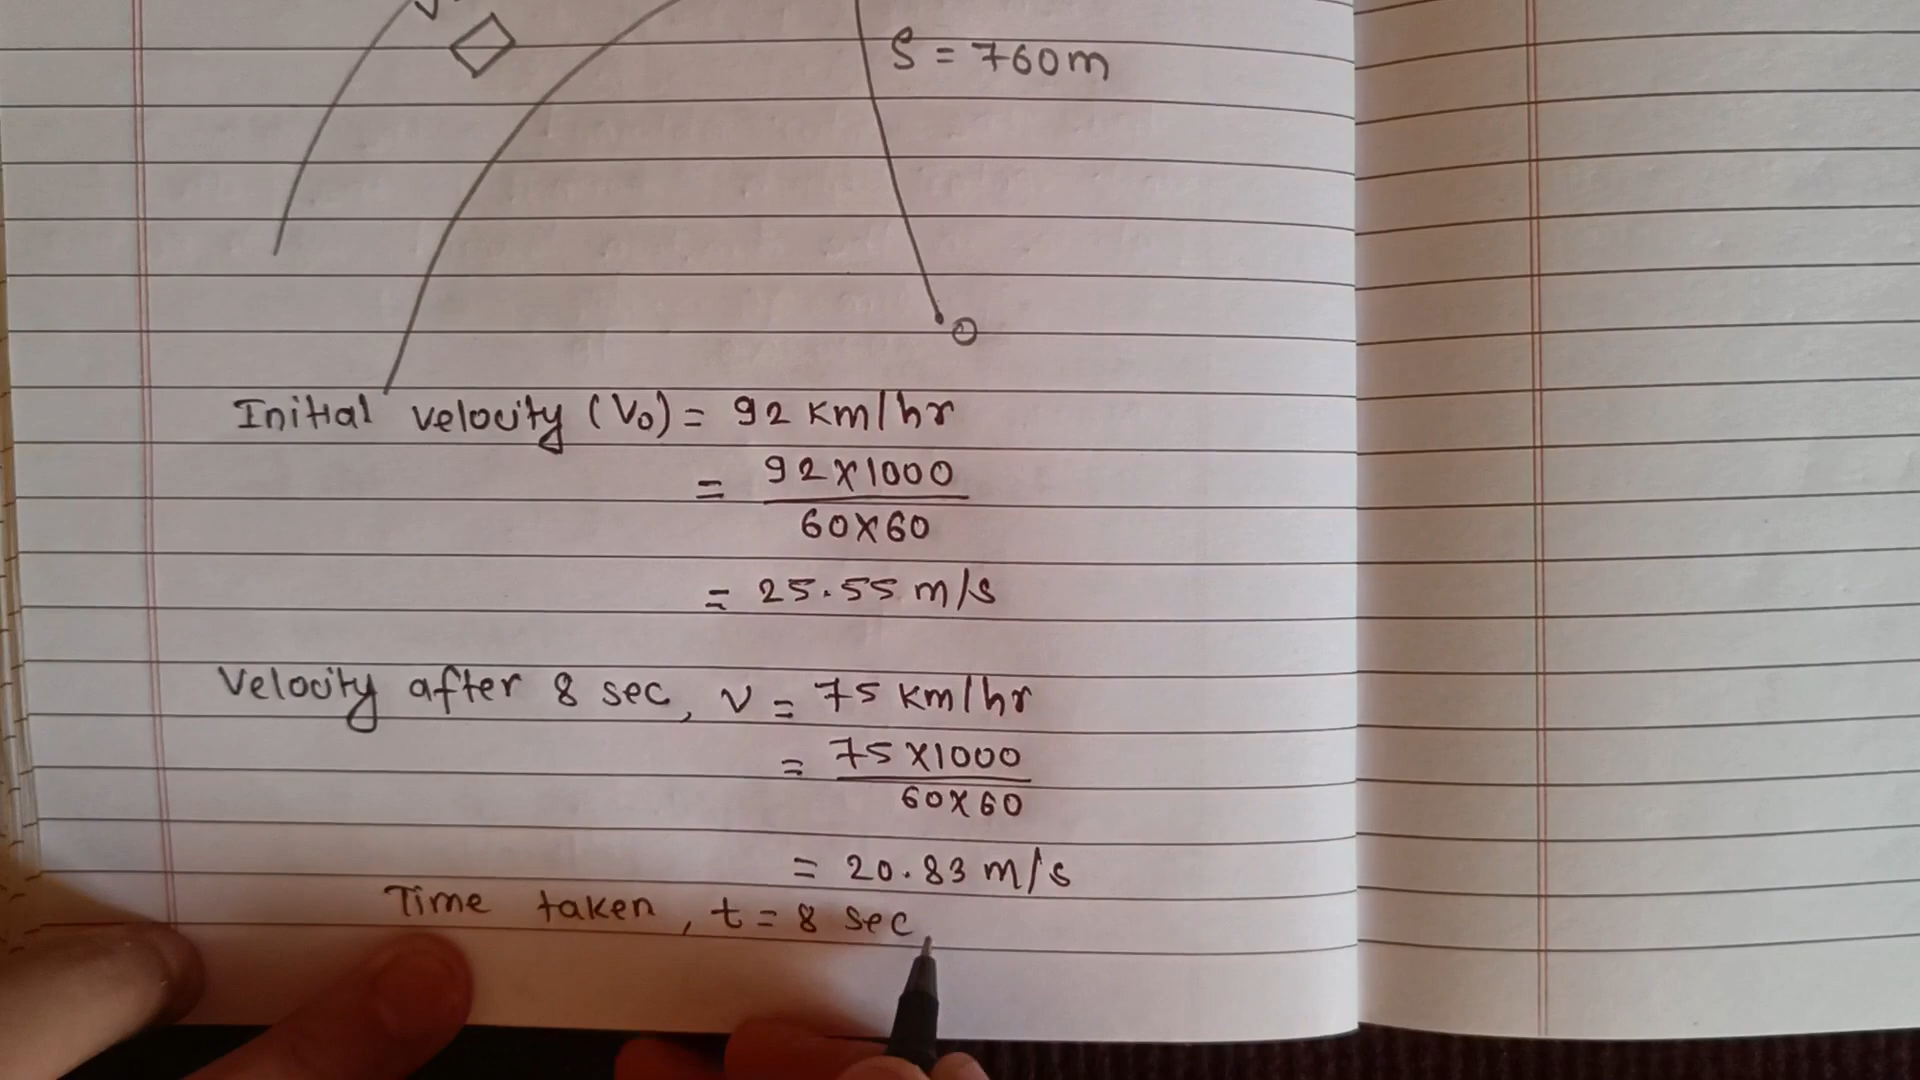 S = 760m
O
Initial velocity (V₀) = 92 km/hr
= 92 x 1000
60 x 60
= 25.55 m/s
Velocity after 8 sec, v = 75 km/hr
= 75 x 1000
60 x 60
= 20.83 m/s
Time taken, t = 8 sec